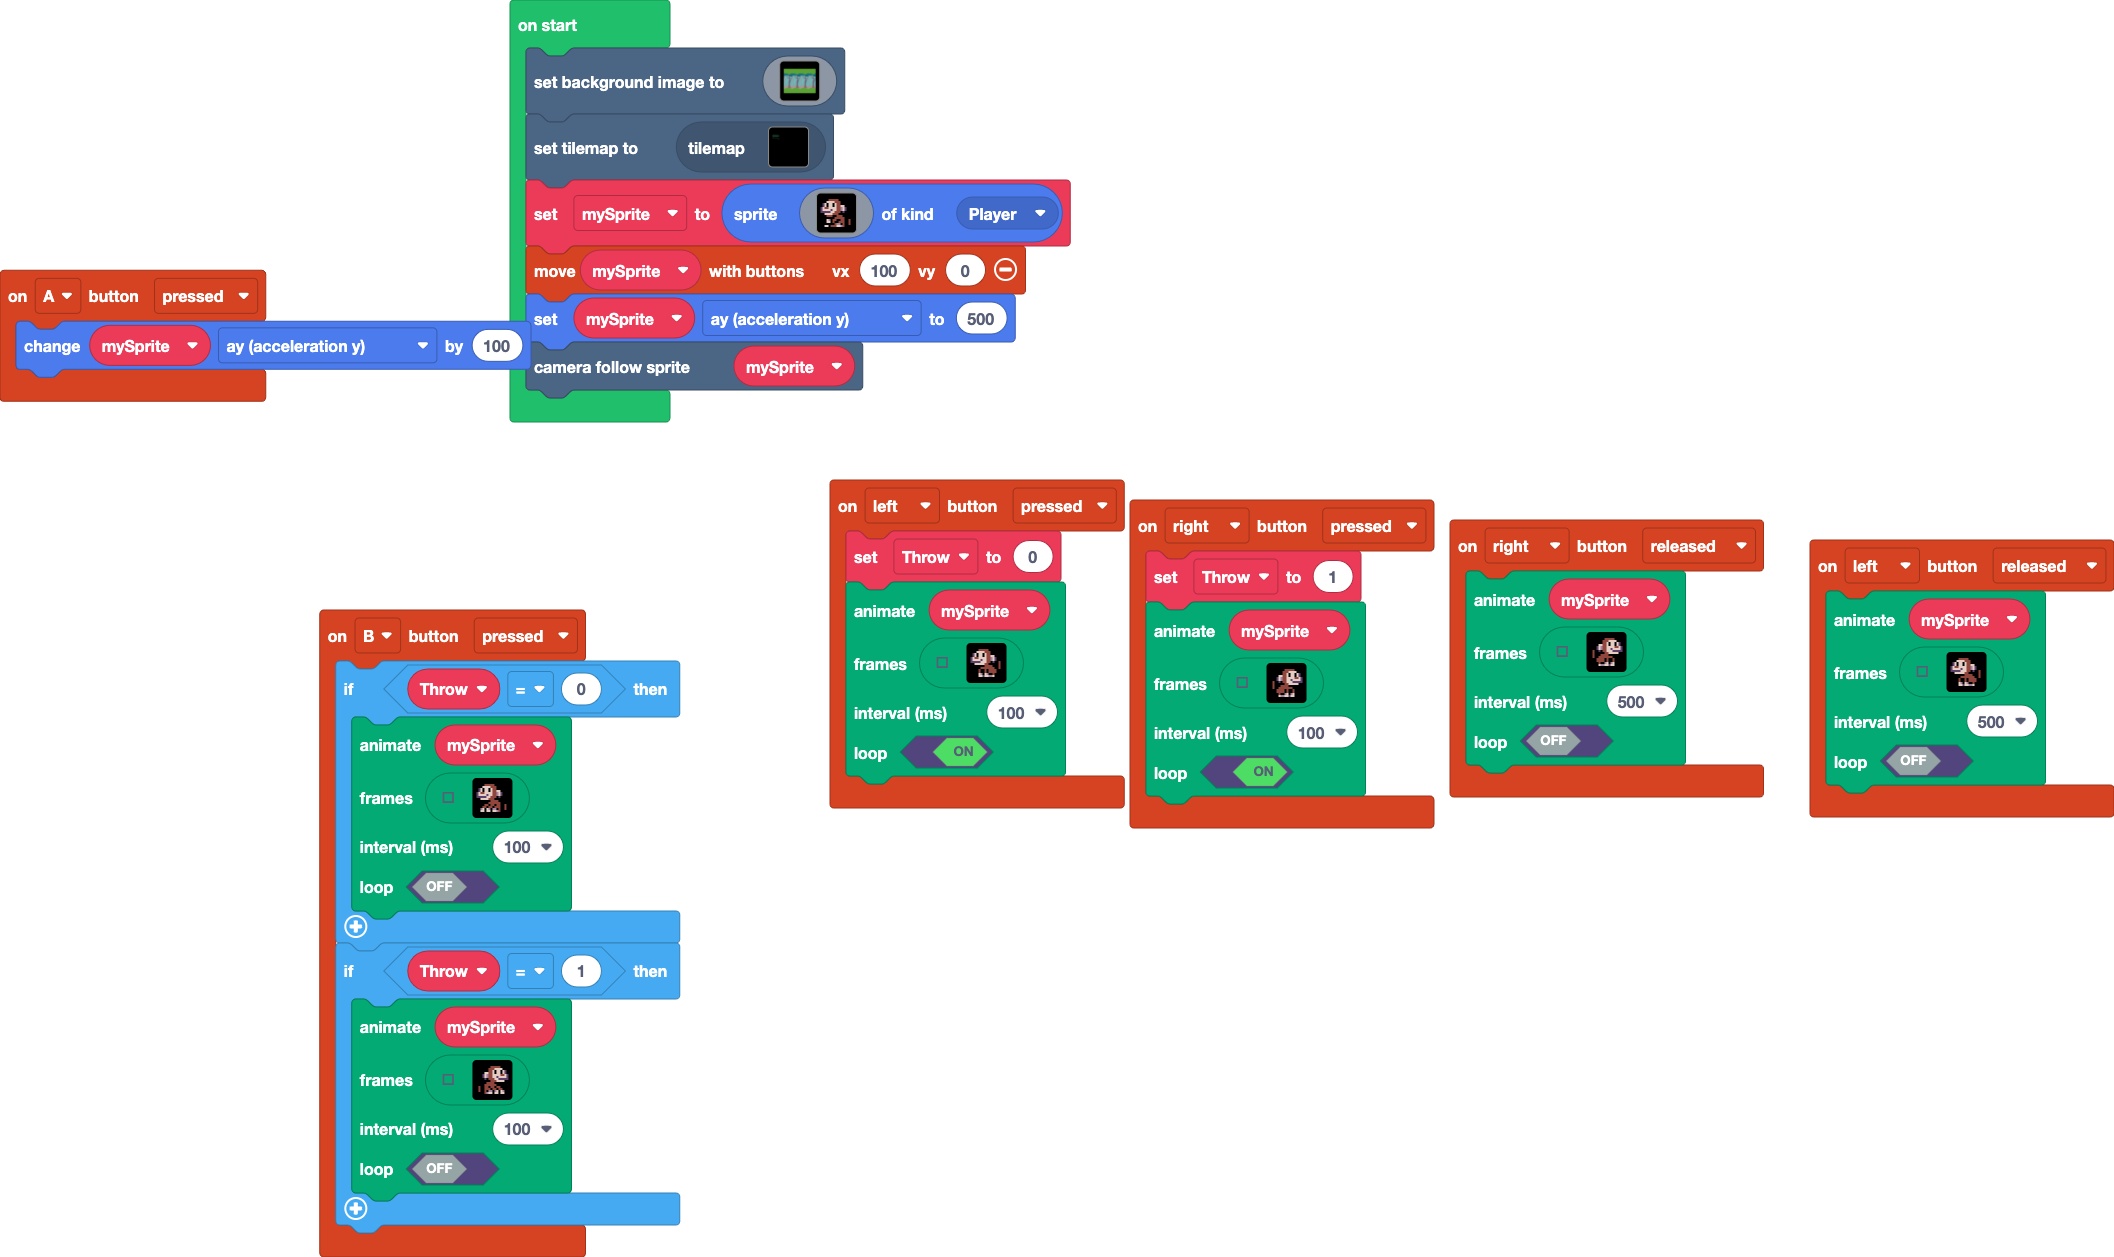 on start
set background image to
set tilemap to tilemap
set mySprite to sprite of kind Player
move mySprite with buttons vx 100 vy 0
set mySprite ay (acceleration y) to 500
camera follow sprite mySprite
on A button pressed
change mySprite ay (acceleration y) by 100
on left button pressed
set Throw to 0
animate mySprite
frames
interval (ms) 100
loop ON
on right button pressed
set Throw to 1
animate mySprite
frames
interval (ms) 100
loop ON
on right button released
animate mySprite
frames
interval (ms) 500
loop OFF
on left button released
animate mySprite
frames
interval (ms) 500
loop OFF
on B button pressed
if Throw = 0 then
animate mySprite
frames
interval (ms) 100
loop OFF
if Throw = 1 then
animate mySprite
frames
interval (ms) 100
loop OFF